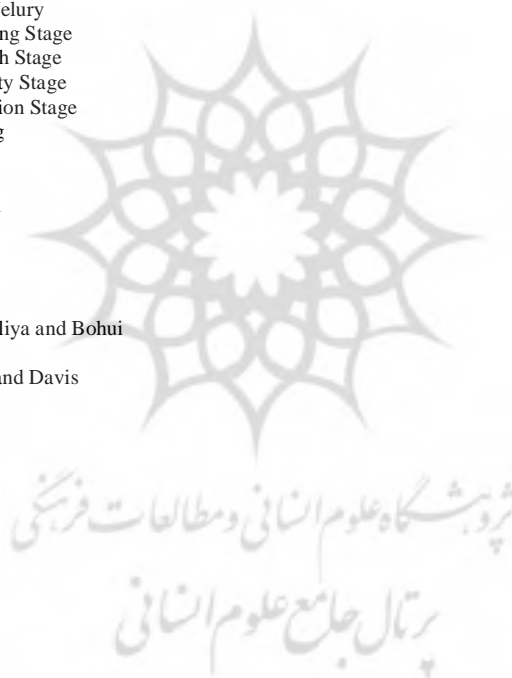 elury
ng Stage
h Stage
ty Stage
ion Stage
g
liya and Bohui
and Davis
پژوهشگاه علوم انسانی و مطالعات فرهنگی
پرتال جامع علوم انسانی